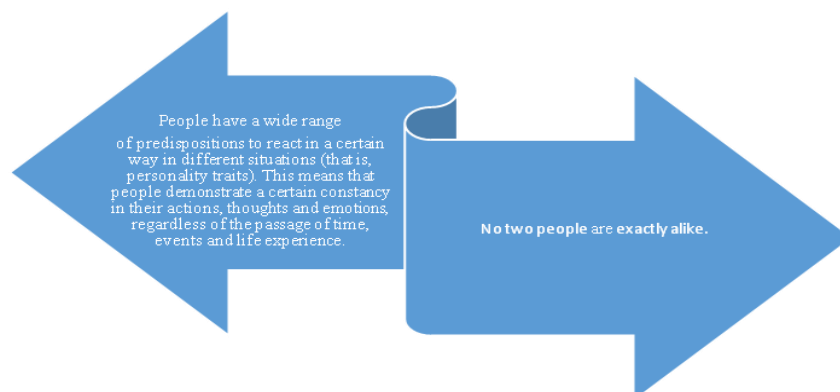 People have a wide range
of predispositions to react in a certain
way in different situations (that is,
personality traits). This means that
people demonstrate a certain constancy
in their actions, thoughts and emotions,
regardless of the passage of time,
events and life experience.
No two people are exactly alike.